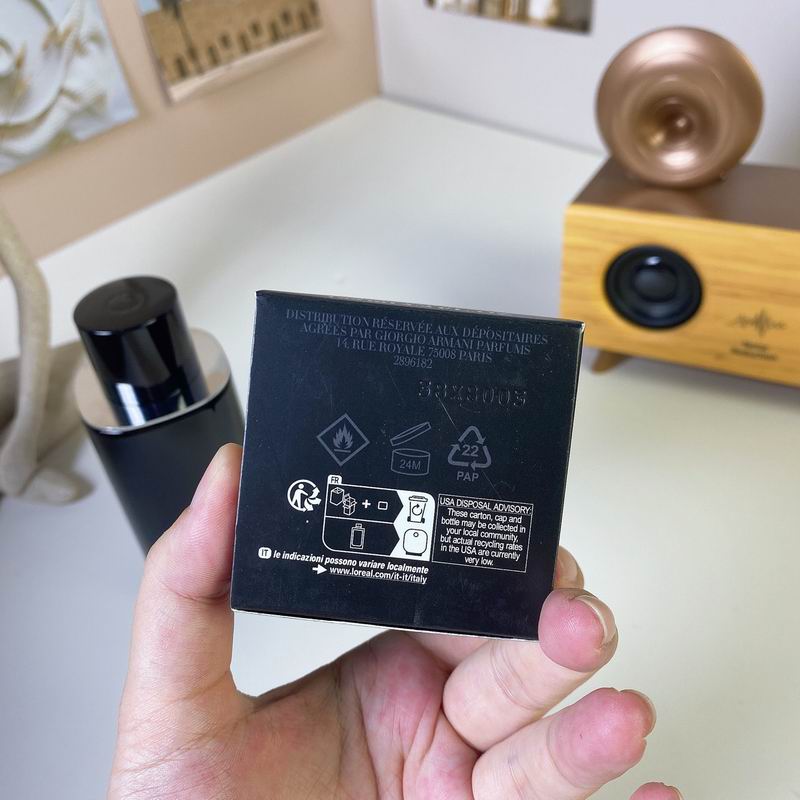 DISTRIBUTION RÉSERVÉE AUX DÉPOSITAIRES
AGRÉÉS PAR GIORGIO ARMANI PARFUMS
14, RUE ROYALE 75008 PARIS
2896182
38X800S
24M
22
PAP
FR
USA DISPOSAL ADVISORY:
These carton, cap and
bottle may be collected in
your local community,
but actual recycling rates
in the USA are currently
very low.
IT le indicazioni possono variare localmente
www.loreal.com/it-it/italy